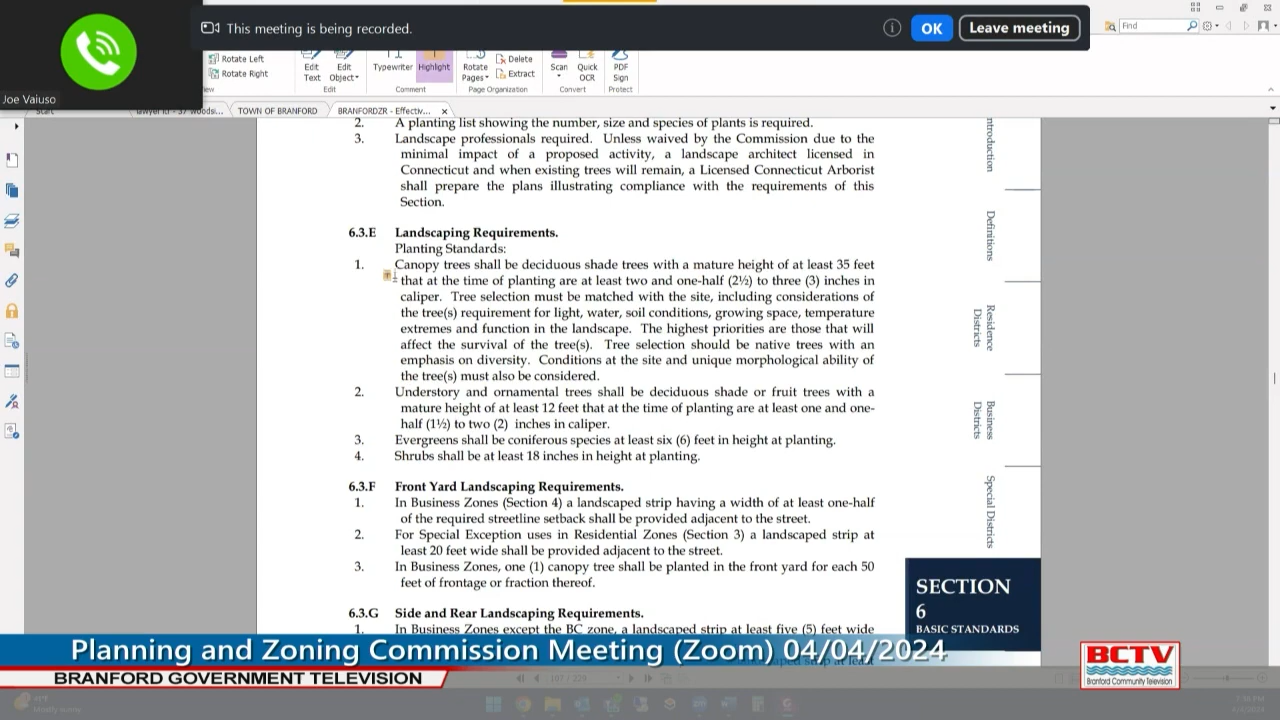 This meeting is being recorded.
OK
Leave meeting
Joe Vaiuso
Find
Rotate Left
Rotate Right
Edit Text
Edit Object
Edit
Typewriter
Highlight
Comment
Rotate Pages
Delete
Extract
Page Organization
Scan
Quick OCR
Convert
PDF Sign
Protect
Start
TOWN OF BRANFORD
BRANFORDZR - Effectiv...
2. A planting list showing the number, size and species of plants is required.
3. Landscape professionals required. Unless waived by the Commission due to the
minimal impact of a proposed activity, a landscape architect licensed in
Connecticut and when existing trees will remain, a Licensed Connecticut Arborist
shall prepare the plans illustrating compliance with the requirements of this
Section.
6.3.E Landscaping Requirements.
Planting Standards:
1. Canopy trees shall be deciduous shade trees with a mature height of at least 35 feet
that at the time of planting are at least two and one-half (2½) to three (3) inches in
caliper. Tree selection must be matched with the site, including considerations of
the tree(s) requirement for light, water, soil conditions, growing space, temperature
extremes and function in the landscape. The highest priorities are those that will
affect the survival of the tree(s). Tree selection should be native trees with an
emphasis on diversity. Conditions at the site and unique morphological ability of
the tree(s) must also be considered.
2. Understory and ornamental trees shall be deciduous shade or fruit trees with a
mature height of at least 12 feet that at the time of planting are at least one and one-
half (1½) to two (2) inches in caliper.
3. Evergreens shall be coniferous species at least six (6) feet in height at planting.
4. Shrubs shall be at least 18 inches in height at planting.
6.3.F Front Yard Landscaping Requirements.
1. In Business Zones (Section 4) a landscaped strip having a width of at least one-half
of the required streetline setback shall be provided adjacent to the street.
2. For Special Exception uses in Residential Zones (Section 3) a landscaped strip at
least 20 feet wide shall be provided adjacent to the street.
3. In Business Zones, one (1) canopy tree shall be planted in the front yard for each 50
feet of frontage or fraction thereof.
6.3.G Side and Rear Landscaping Requirements.
1. In Business Zones except the BC zone, a landscaped strip at least five (5) feet wide
ntroduction
Definitions
Residence
Districts
Business
Districts
Special Districts
SECTION
6
BASIC STANDARDS
Planning and Zoning Commission Meeting (Zoom) 04/04/2024
BRANFORD GOVERNMENT TELEVISION
BCTV
Branford Community Television
Mostly sunny